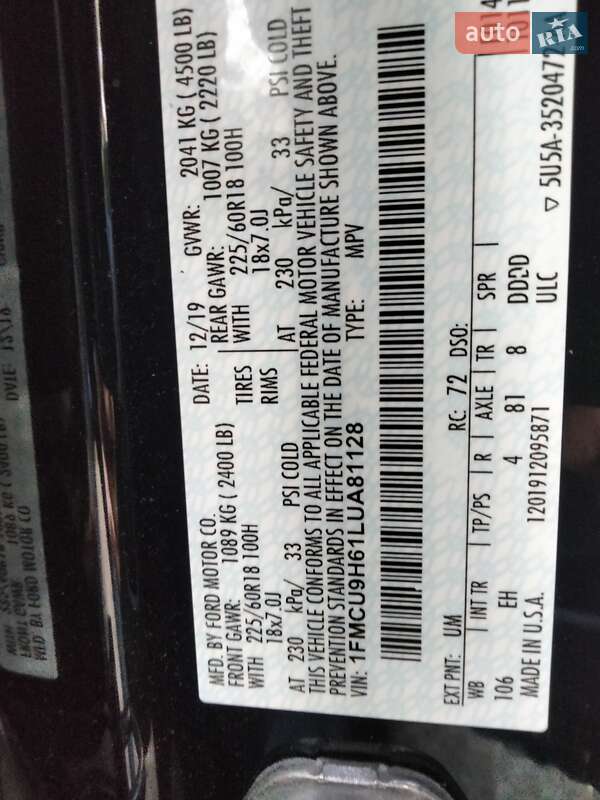 auto RIA .com
MFD. BY FORD MOTOR CO.
DATE: 12/19 GVWR: 2041 KG ( 4500 LB)
FRONT GAWR: 1089 KG ( 2400 LB) REAR GAWR: 1007 KG ( 2220 LB)
WITH 225/60R18 100H TIRES WITH 225/60R18 100H
18x7.0J RIMS 18x7.0J
AT 230 kPa/ 33 PSI COLD AT 230 kPa/ 33 PSI COLD
THIS VEHICLE CONFORMS TO ALL APPLICABLE FEDERAL MOTOR VEHICLE SAFETY AND THEFT
PREVENTION STANDARDS IN EFFECT ON THE DATE OF MANUFACTURE SHOWN ABOVE.
VIN: 1FMCU9H61LUA81128 TYPE: MPV
EXT PNT: UM RC: 72 DSO:
WB INT TR TP/PS R AXLE TR SPR
106 EH 4 81 8 DD2D
MADE IN U.S.A. 1201912095871 ULC
▽ 5U5A-3520472